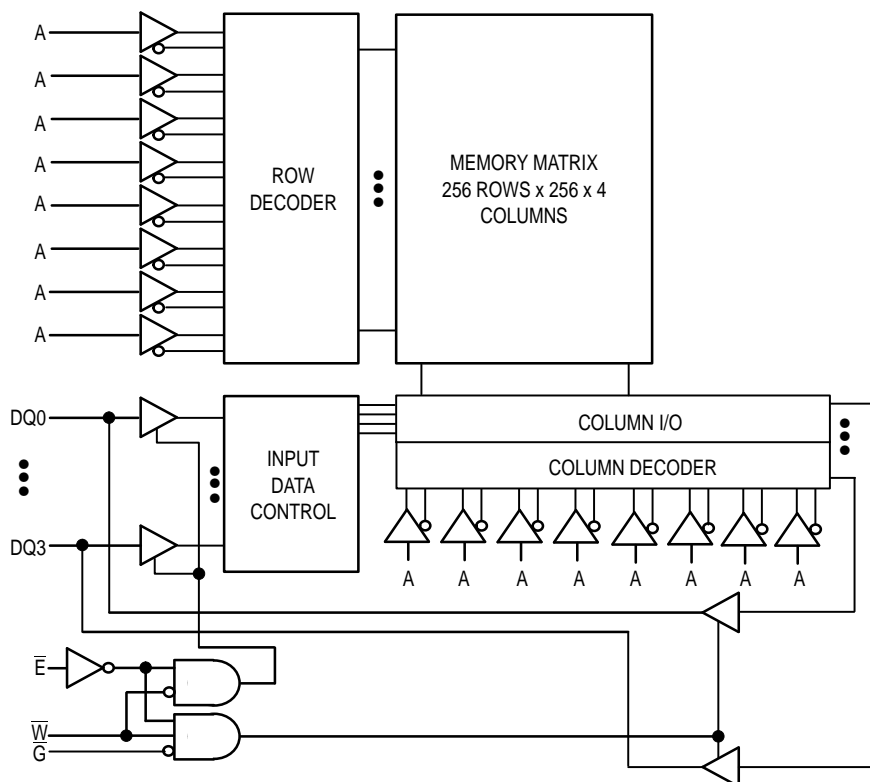 A
A
A
A
A
A
A
A
ROW
DECODER
MEMORY MATRIX
256 ROWS x 256 x 4
COLUMNS
DQ0
DQ3
INPUT
DATA
CONTROL
COLUMN I/O
COLUMN DECODER
A A A A A A A A
E̅
W̅
G̅